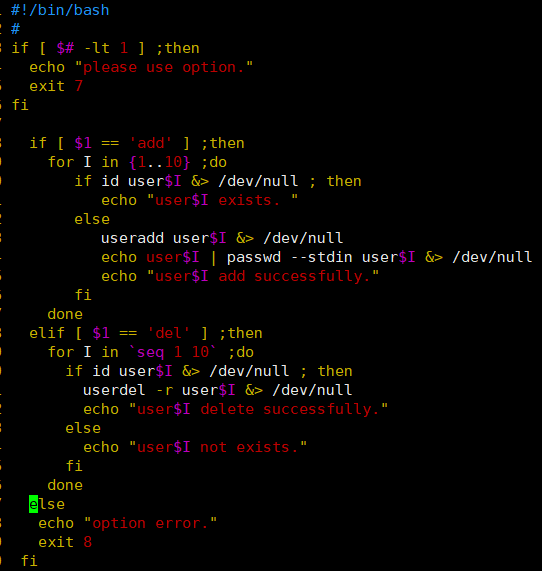 #!/bin/bash
#
if [ $# -lt 1 ] ;then
  echo "please use option."
  exit 7
fi

  if [ $1 == 'add' ] ;then
    for I in {1..10} ;do
       if id user$I &> /dev/null ; then
          echo "user$I exists. "
       else
          useradd user$I &> /dev/null
          echo user$I | passwd --stdin user$I &> /dev/null
          echo "user$I add successfully."
       fi
    done
  elif [ $1 == 'del' ] ;then
    for I in `seq 1 10` ;do
      if id user$I &> /dev/null ; then
        userdel -r user$I &> /dev/null
        echo "user$I delete successfully."
      else
        echo "user$I not exists."
      fi
    done
  else
   echo "option error."
   exit 8
 fi